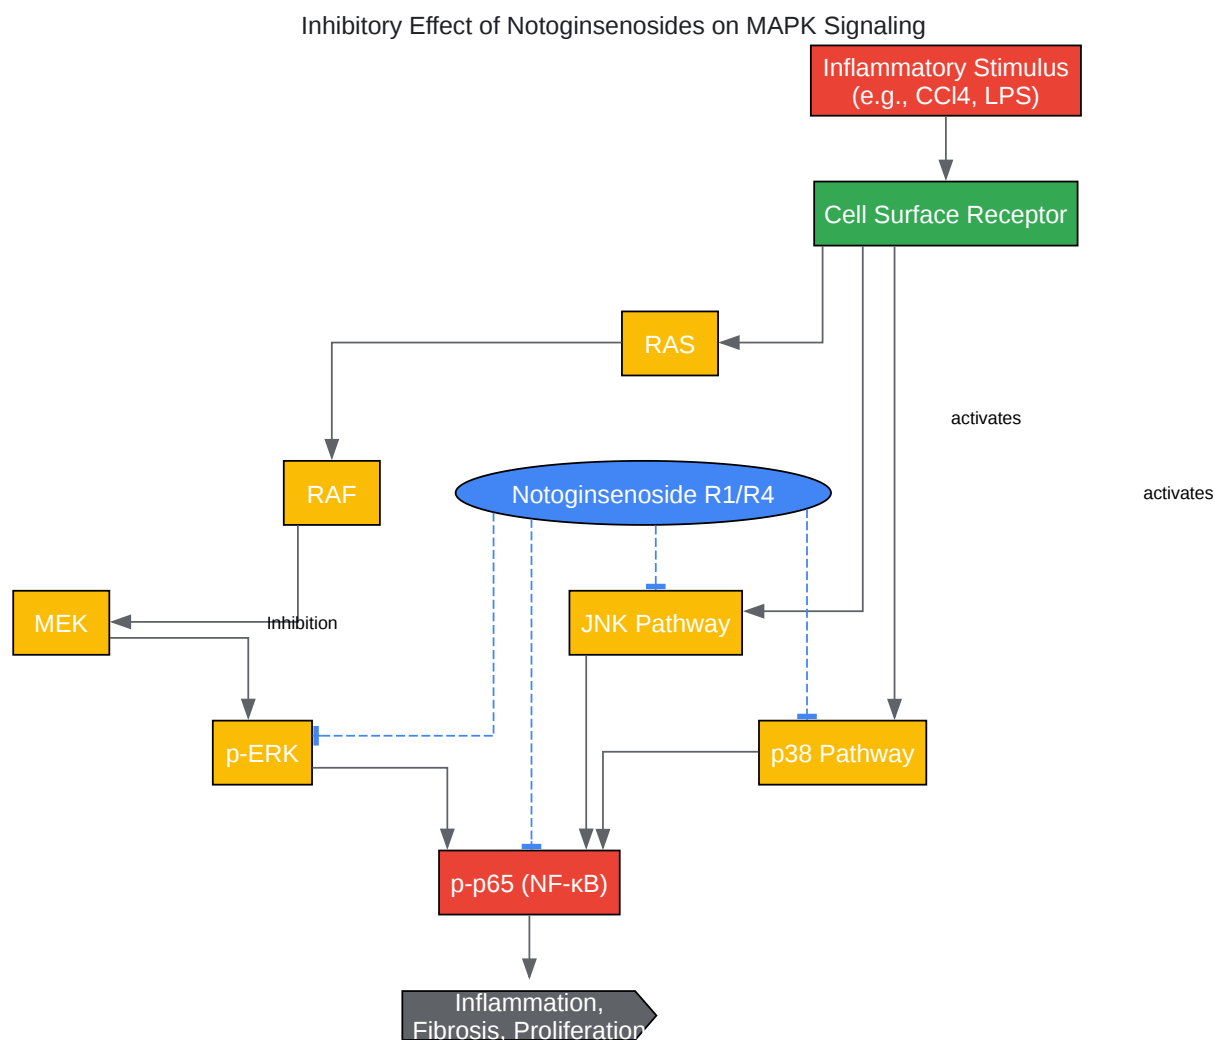 Inhibitory Effect of Notoginsenosides on MAPK Signaling
Inflammatory Stimulus
(e.g., CCl4, LPS)
Cell Surface Receptor
RAS
activates
RAF
Notoginsenoside R1/R4
activates
MEK
Inhibition
JNK Pathway
p-ERK
p38 Pathway
p-p65 (NF-κB)
Inflammation,
Fibrosis, Proliferation